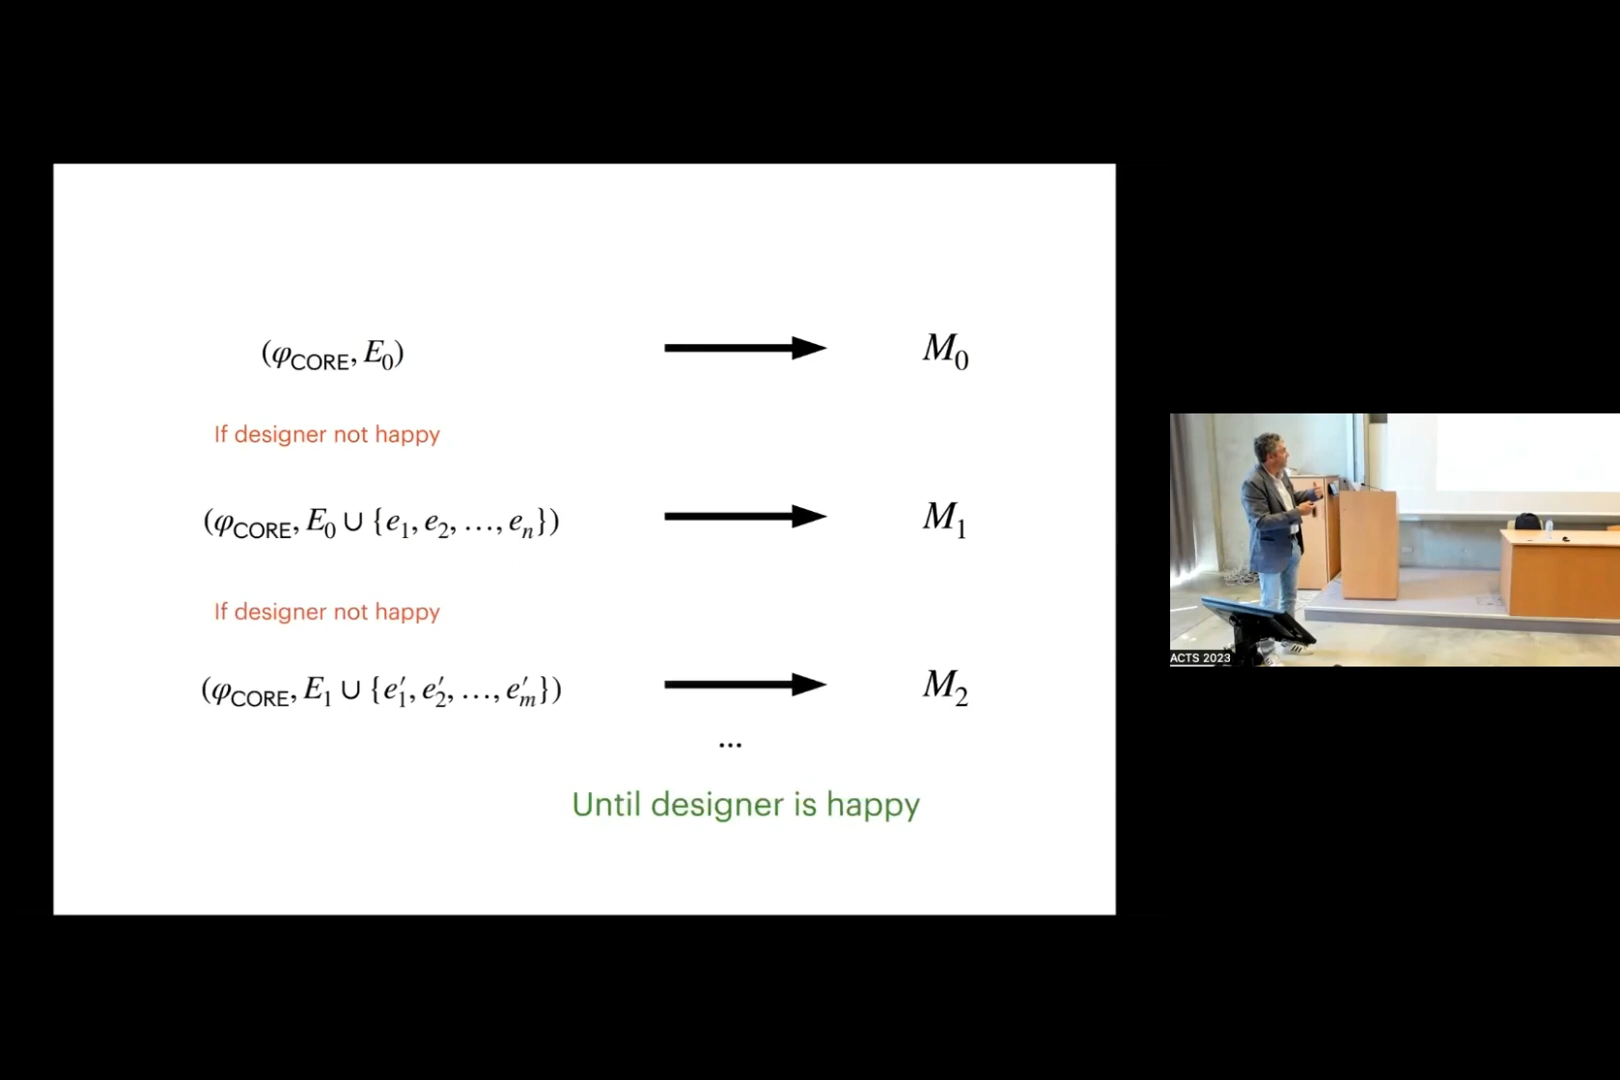 (φCORE, E0) M0
If designer not happy
(φCORE, E0 ∪ {e1, e2, …, en}) M1
If designer not happy
(φCORE, E1 ∪ {e′1, e′2, …, e′m}) M2
...
Until designer is happy
ACTS 2023